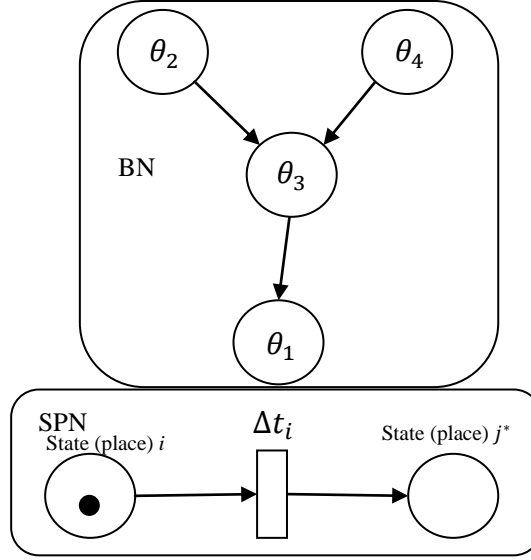 θ₂
θ₄
BN
θ₃
θ₁
SPN
Δtᵢ
State (place) i
State (place) j*